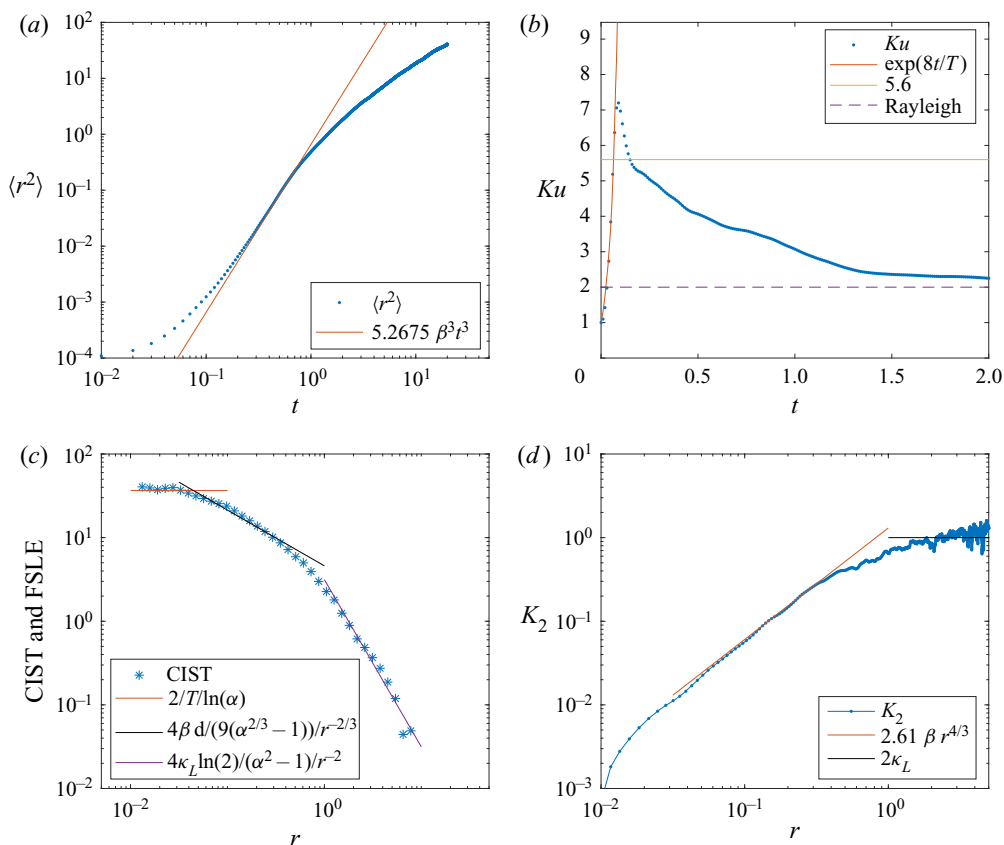 (a)
10^2
10^1
10^0
10^−1
10^−2
10^−3
10^−4
⟨r^2⟩
⟨r^2⟩
5.2675 β^3t^3
10^−2
10^−1
10^0
10^1
t
(b)
9
8
7
6
5
4
3
2
1
0
Ku
Ku
exp(8t/T)
5.6
Rayleigh
0.5
1.0
1.5
2.0
t
(c)
10^2
10^1
10^0
10^−1
10^−2
CIST and FSLE
CIST
2/T/ln(α)
4β d/(9(α^2/3 − 1))/r^−2/3
4κ_L ln(2)/(α^2 − 1)/r^−2
10^−2
10^−1
10^0
10^1
r
(d)
10^1
10^0
10^−1
10^−2
10^−3
K_2
K_2
2.61 β r^4/3
2κ_L
10^−2
10^−1
10^0
r